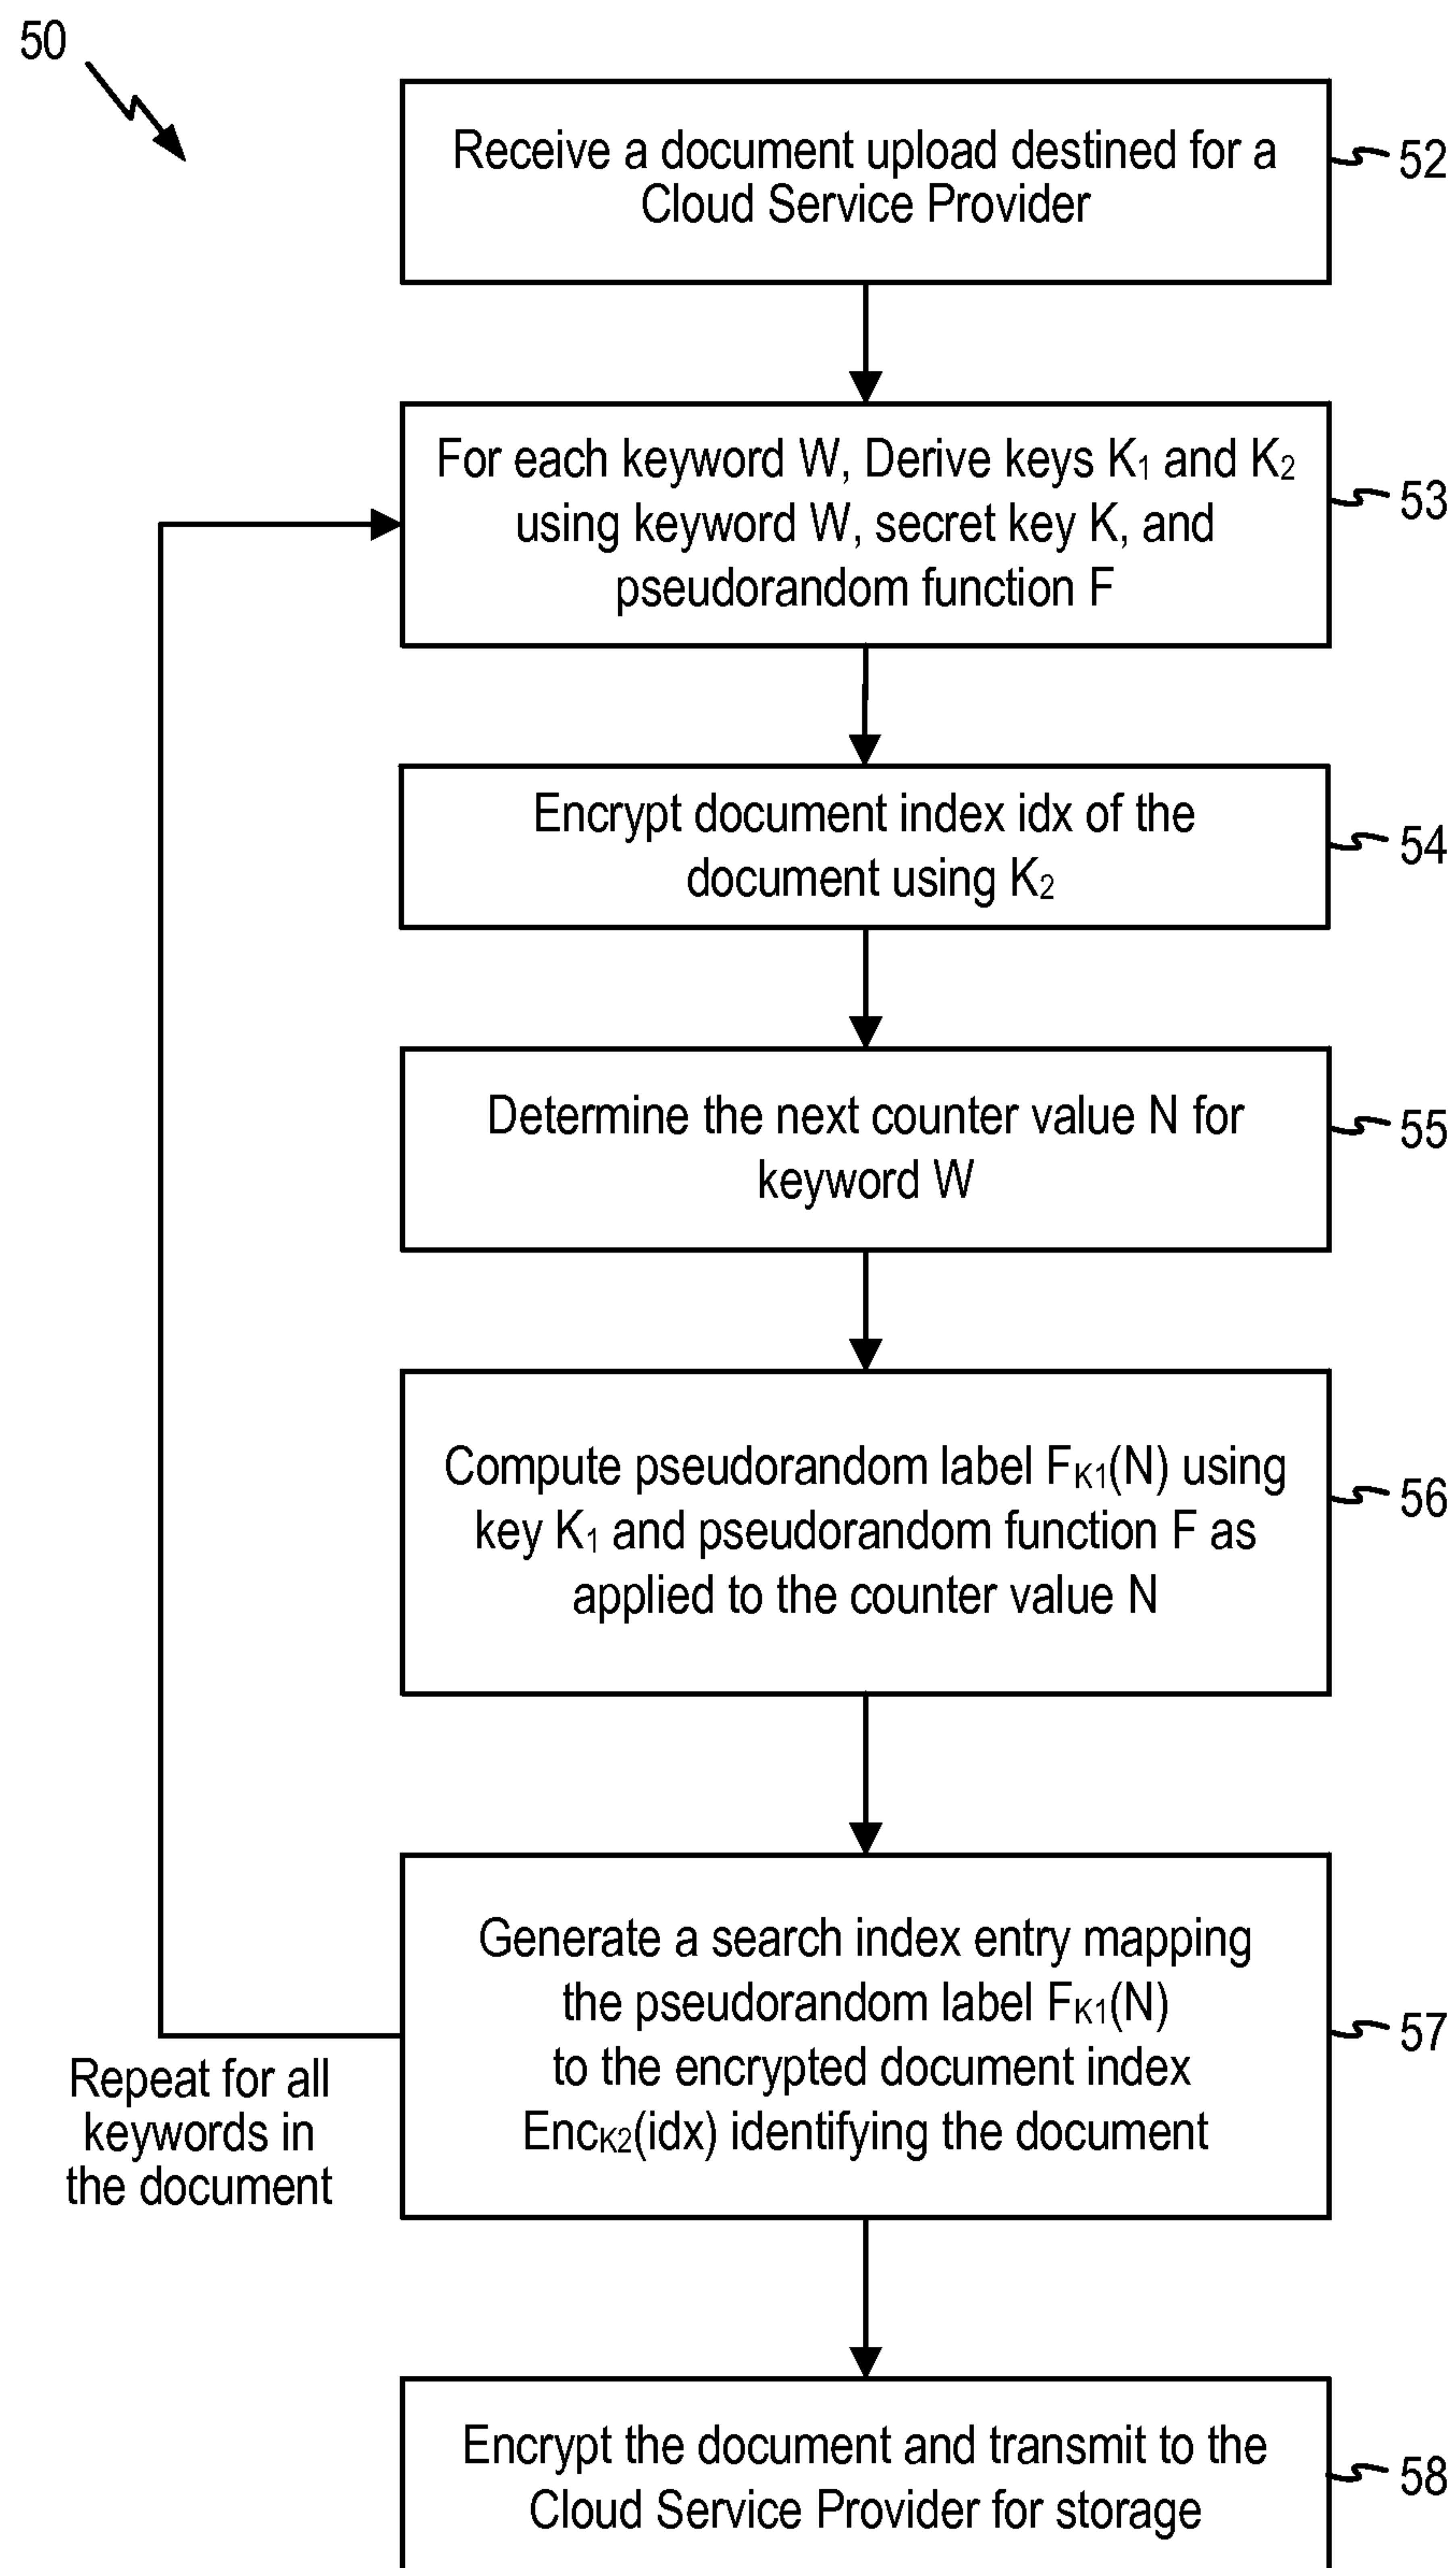 50
Receive a document upload destined for a
Cloud Service Provider
52
For each keyword W, Derive keys K₁ and K₂
using keyword W, secret key K, and
pseudorandom function F
53
Encrypt document index idx of the
document using K₂
54
Determine the next counter value N for
keyword W
55
Compute pseudorandom label F_K1(N) using
key K₁ and pseudorandom function F as
applied to the counter value N
56
Generate a search index entry mapping
the pseudorandom label F_K1(N)
to the encrypted document index
Enc_K2(idx) identifying the document
57
Repeat for all
keywords in
the document
Encrypt the document and transmit to the
Cloud Service Provider for storage
58